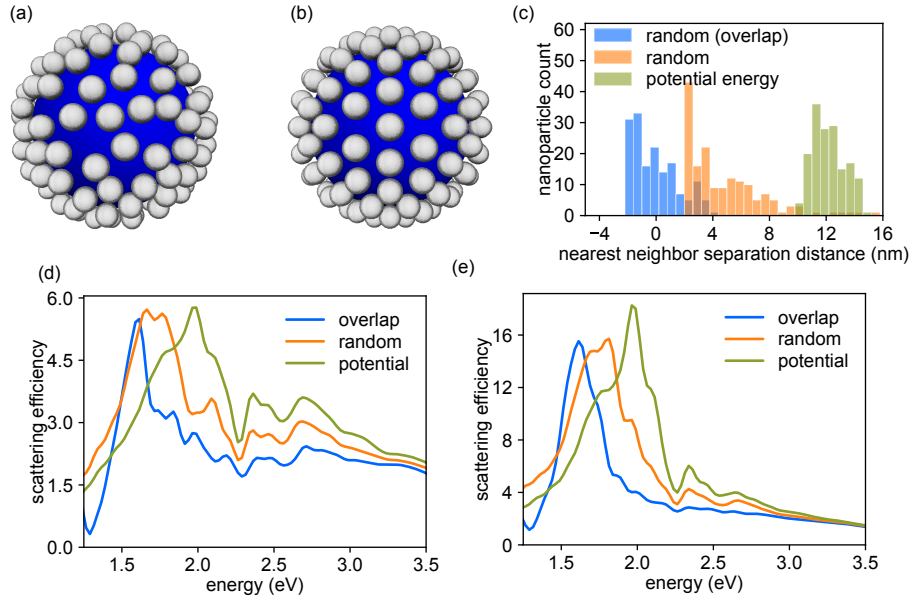 (a)
(b)
(c)
60
50
40
30
20
10
0
nanoparticle count
random (overlap)
random
potential energy
−4
0
4
8
12
16
nearest neighbor separation distance (nm)
(d)
6.0
4.5
3.0
1.5
0.0
scattering efficiency
overlap
random
potential
1.5
2.0
2.5
3.0
3.5
energy (eV)
(e)
16
12
8
4
0
scattering efficiency
overlap
random
potential
1.5
2.0
2.5
3.0
3.5
energy (eV)